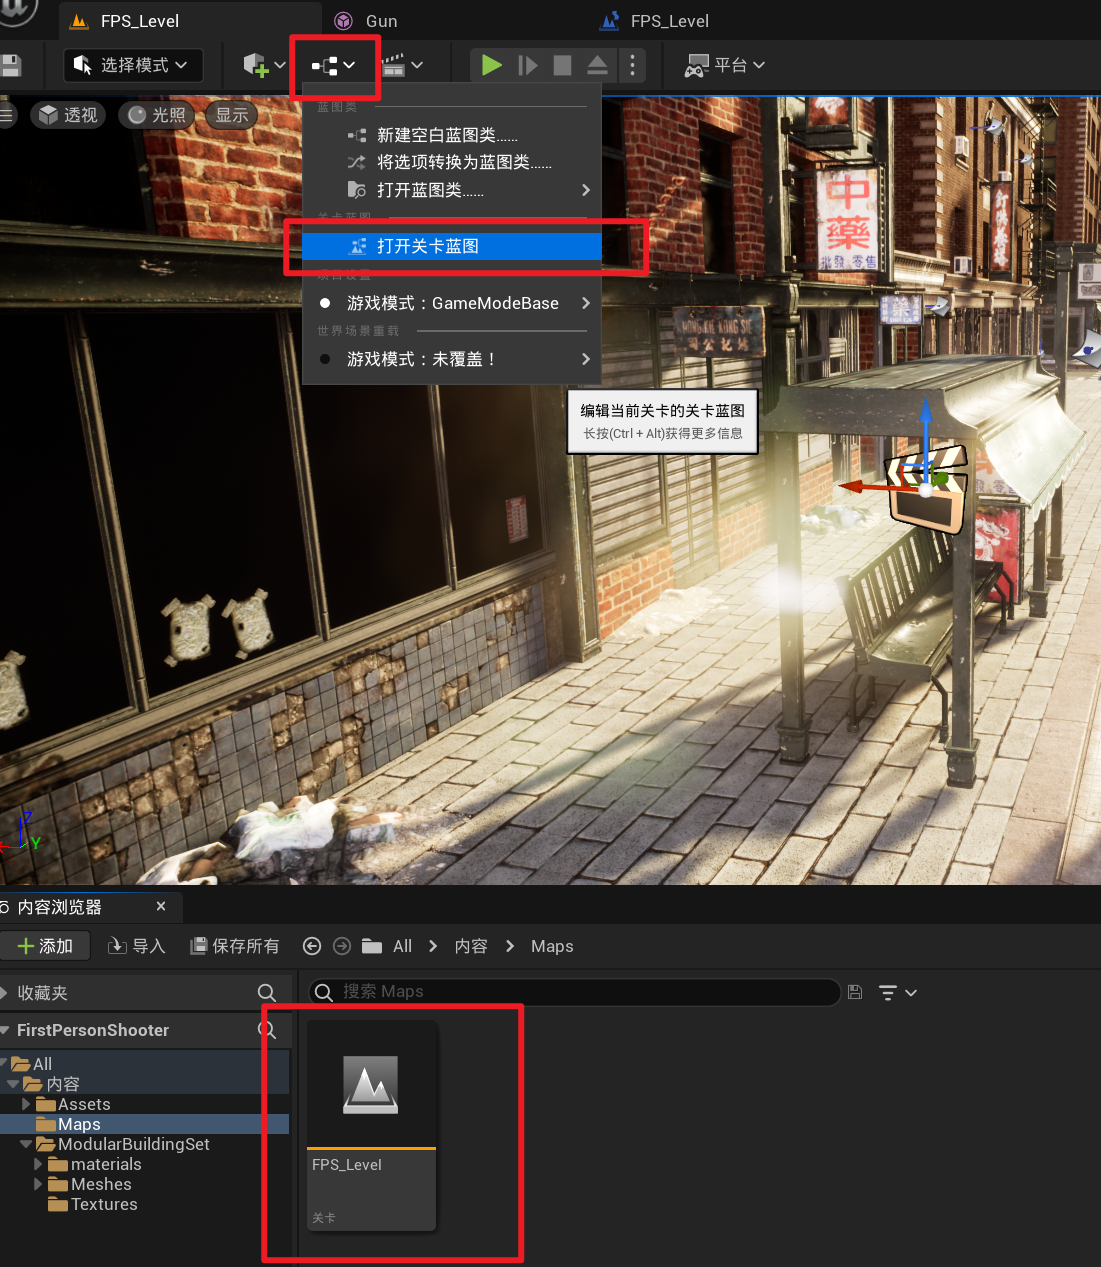 FPS_Level
Gun
FPS_Level
选择模式
平台
透视
光照
显示
蓝图类
新建空白蓝图类......
将选项转换为蓝图类......
打开蓝图类......
关卡蓝图
打开关卡蓝图
项目设置
游戏模式：GameModeBase
世界场景重载
游戏模式：未覆盖！
编辑当前关卡的关卡蓝图
长按(Ctrl + Alt)获得更多信息
中
藥
批發 零售
Z
Y
内容浏览器
添加
导入
保存所有
All
内容
Maps
收藏夹
搜索 Maps
FirstPersonShooter
All
内容
Assets
Maps
ModularBuildingSet
materials
Meshes
Textures
FPS_Level
关卡